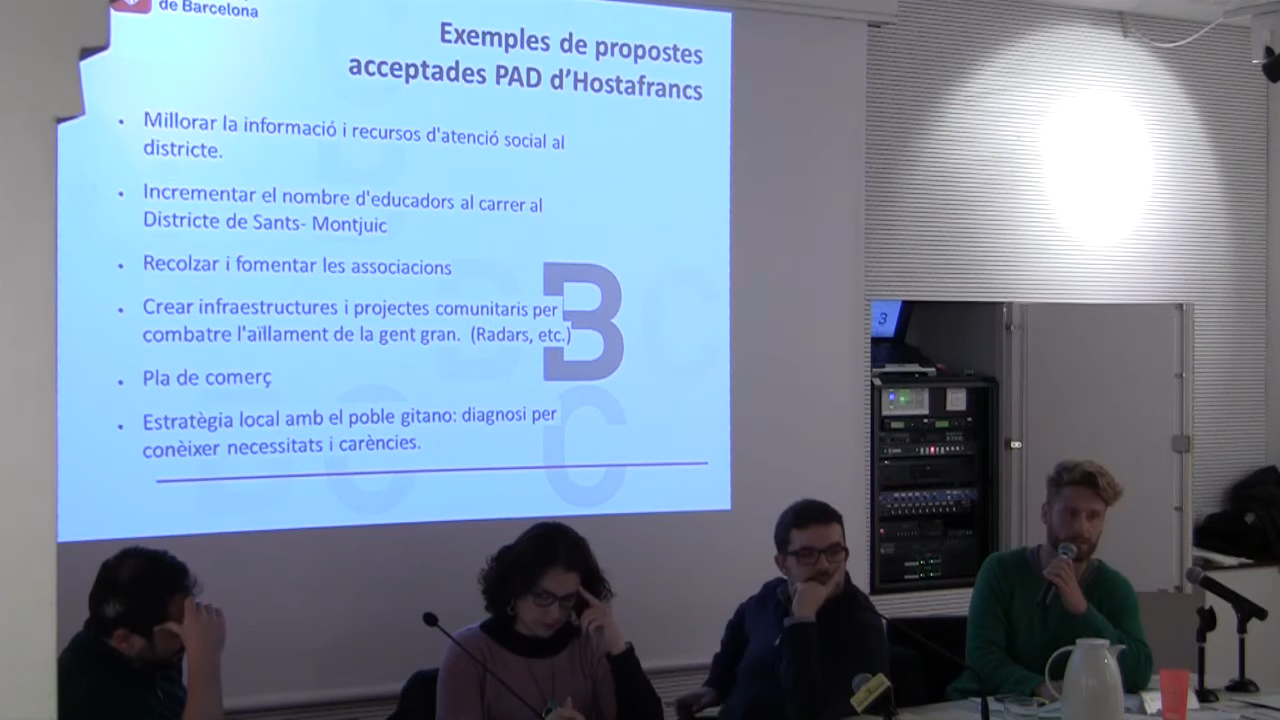 de Barcelona
Exemples de propostes
acceptades PAD d'Hostafrancs
• Millorar la informació i recursos d'atenció social al
districte.
• Incrementar el nombre d'educadors al carrer al
Districte de Sants- Montjuic
• Recolzar i fomentar les associacions
• Crear infraestructures i projectes comunitaris per
combatre l'aïllament de la gent gran. (Radars, etc.)
• Pla de comerç
• Estratègia local amb el poble gitano: diagnosi per
conèixer necessitats i carències.
B
C
3